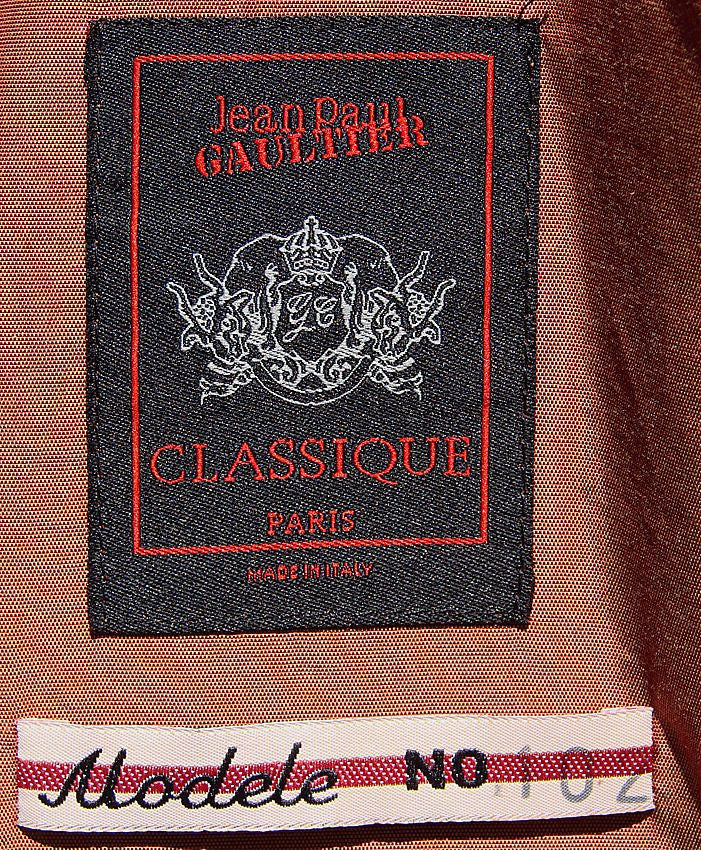 Jean Paul
GAULTIER
GC
CLASSIQUE
PARIS
MADE IN ITALY
Modele NO 102